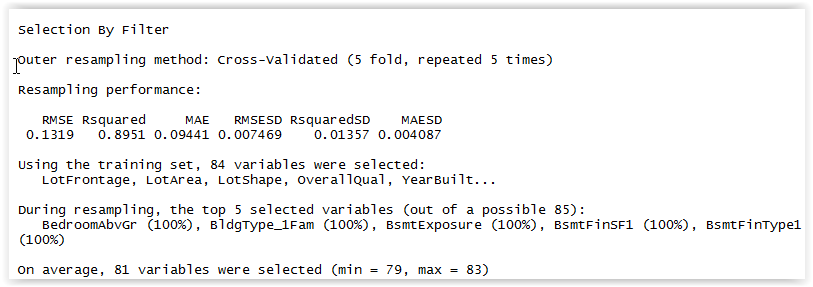 Selection By Filter
Outer resampling method: Cross-Validated (5 fold, repeated 5 times)
Resampling performance:
RMSE Rsquared MAE RMSESD RsquaredSD MAESD
0.1319 0.8951 0.09441 0.007469 0.01357 0.004087
Using the training set, 84 variables were selected:
LotFrontage, LotArea, LotShape, OverallQual, YearBuilt...
During resampling, the top 5 selected variables (out of a possible 85):
BedroomAbvGr (100%), BldgType_1Fam (100%), BsmtExposure (100%), BsmtFinSF1 (100%), BsmtFinType1
(100%)
On average, 81 variables were selected (min = 79, max = 83)